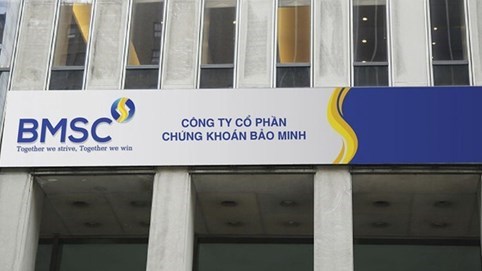 BMSC
Together we strive, Together we win
CÔNG TY CỔ PHẦN
CHỨNG KHOÁN BẢO MINH